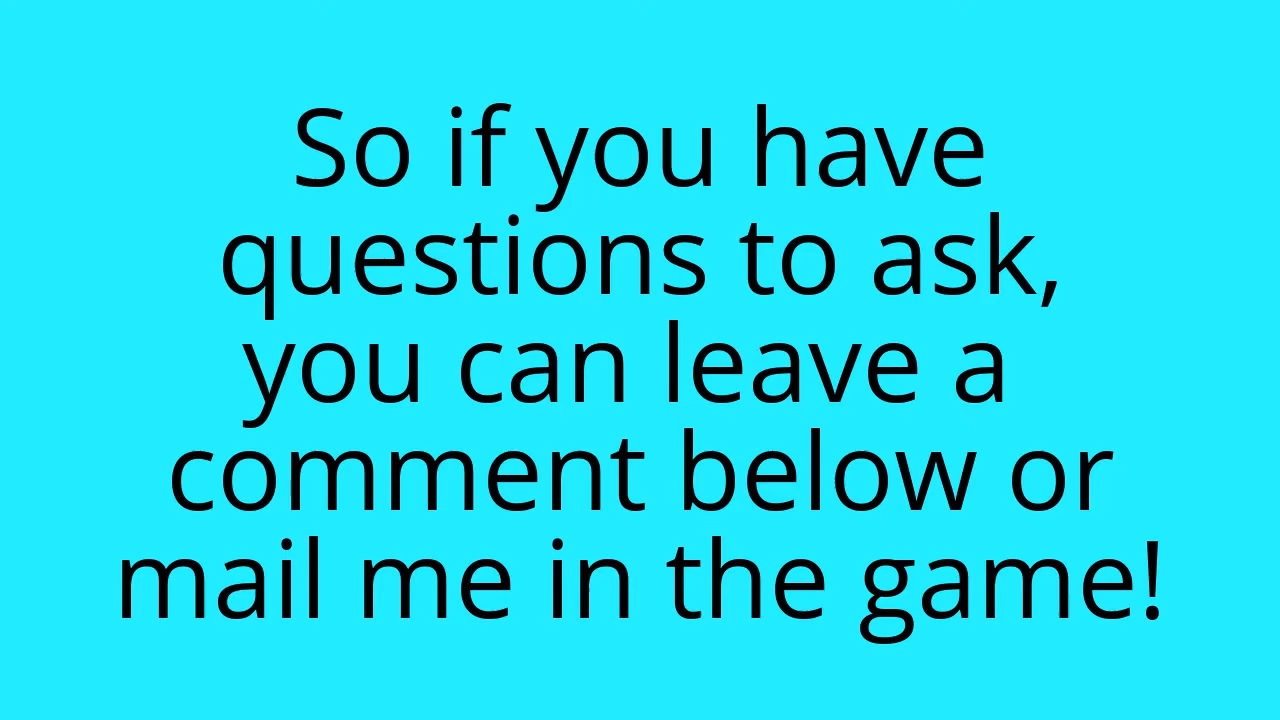 So if you have
questions to ask,
you can leave a
comment below or
mail me in the game!